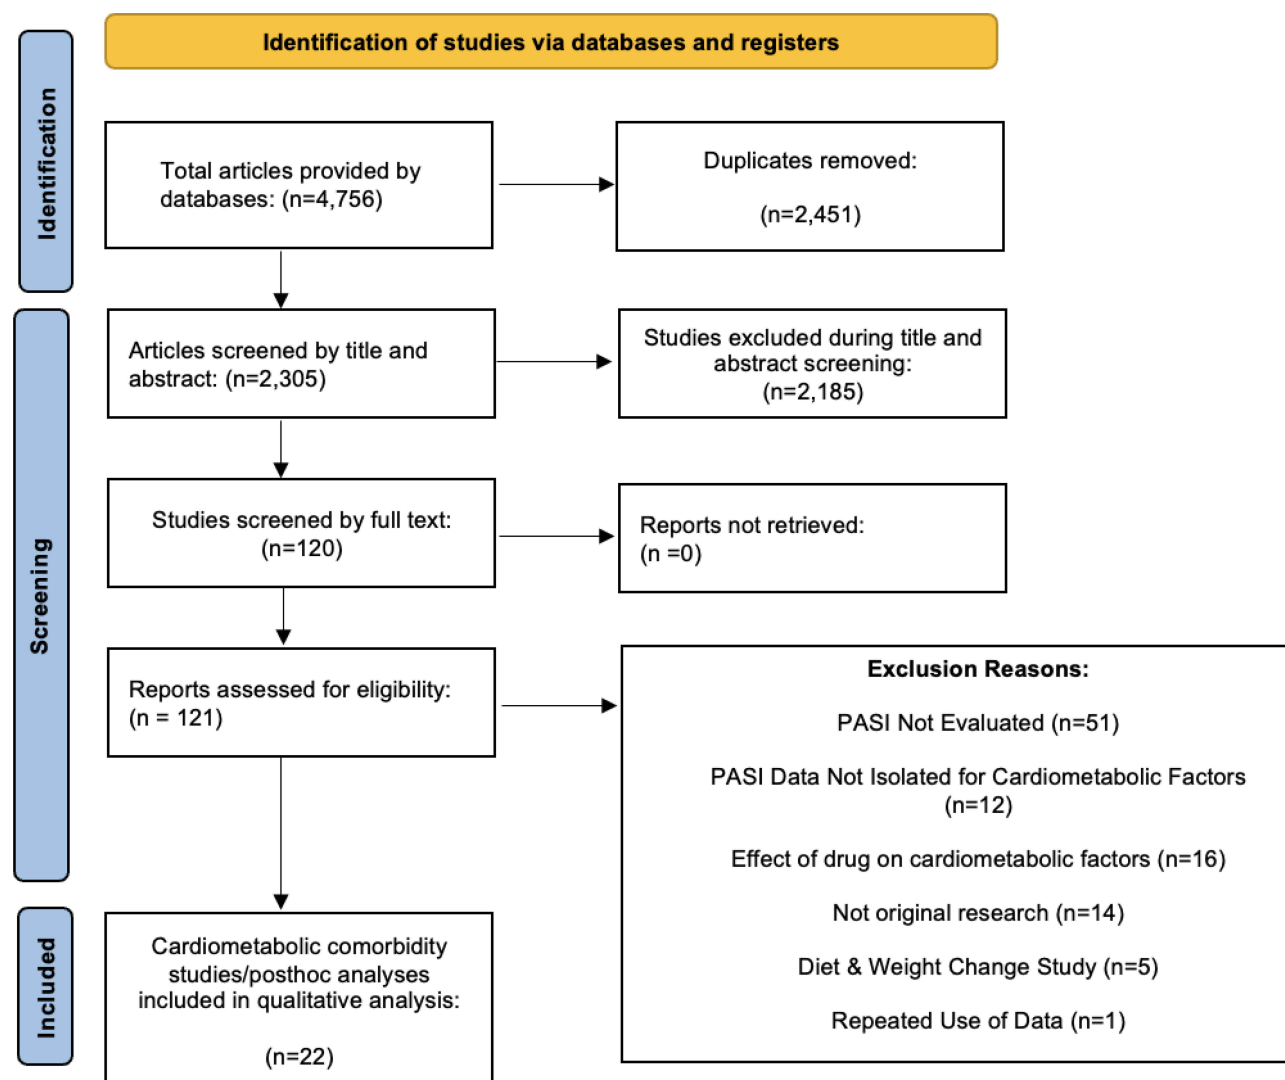 Identification of studies via databases and registers
Identification
Total articles provided by
databases: (n=4,756)
Duplicates removed:
(n=2,451)
Screening
Articles screened by title and
abstract: (n=2,305)
Studies excluded during title and
abstract screening:
(n=2,185)
Studies screened by full text:
(n=120)
Reports not retrieved:
(n =0)
Reports assessed for eligibility:
(n = 121)
Exclusion Reasons:
PASI Not Evaluated (n=51)
PASI Data Not Isolated for Cardiometabolic Factors
(n=12)
Effect of drug on cardiometabolic factors (n=16)
Not original research (n=14)
Diet & Weight Change Study (n=5)
Repeated Use of Data (n=1)
Included
Cardiometabolic comorbidity
studies/posthoc analyses
included in qualitative analysis:
(n=22)